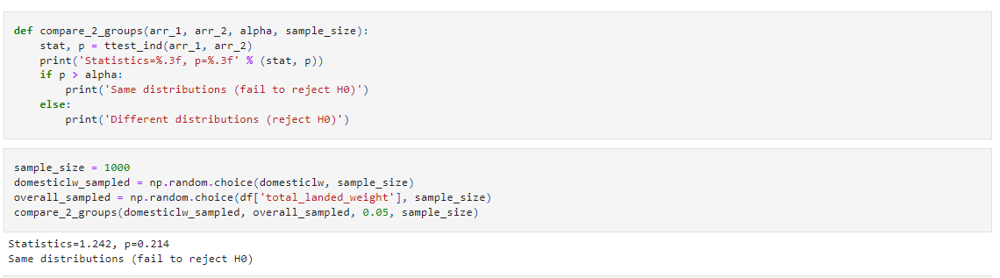 def compare_2_groups(arr_1, arr_2, alpha, sample_size):
    stat, p = ttest_ind(arr_1, arr_2)
    print('Statistics=%.3f, p=%.3f' % (stat, p))
    if p > alpha:
        print('Same distributions (fail to reject H0)')
    else:
        print('Different distributions (reject H0)')
sample_size = 1000
domesticlw_sampled = np.random.choice(domesticlw, sample_size)
overall_sampled = np.random.choice(df['total_landed_weight'], sample_size)
compare_2_groups(domesticlw_sampled, overall_sampled, 0.05, sample_size)
Statistics=1.242, p=0.214
Same distributions (fail to reject H0)